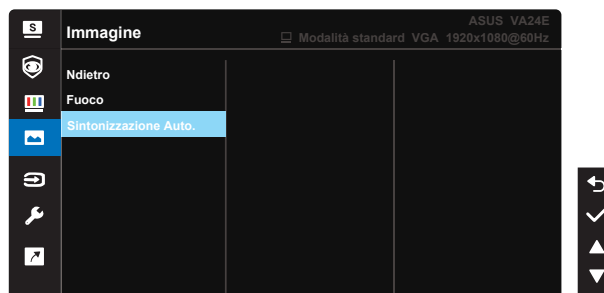 S
Immagine
ASUS VA24E
Modalità standard VGA 1920x1080@60Hz
Ndietro
Fuoco
Sintonizzazione Auto.